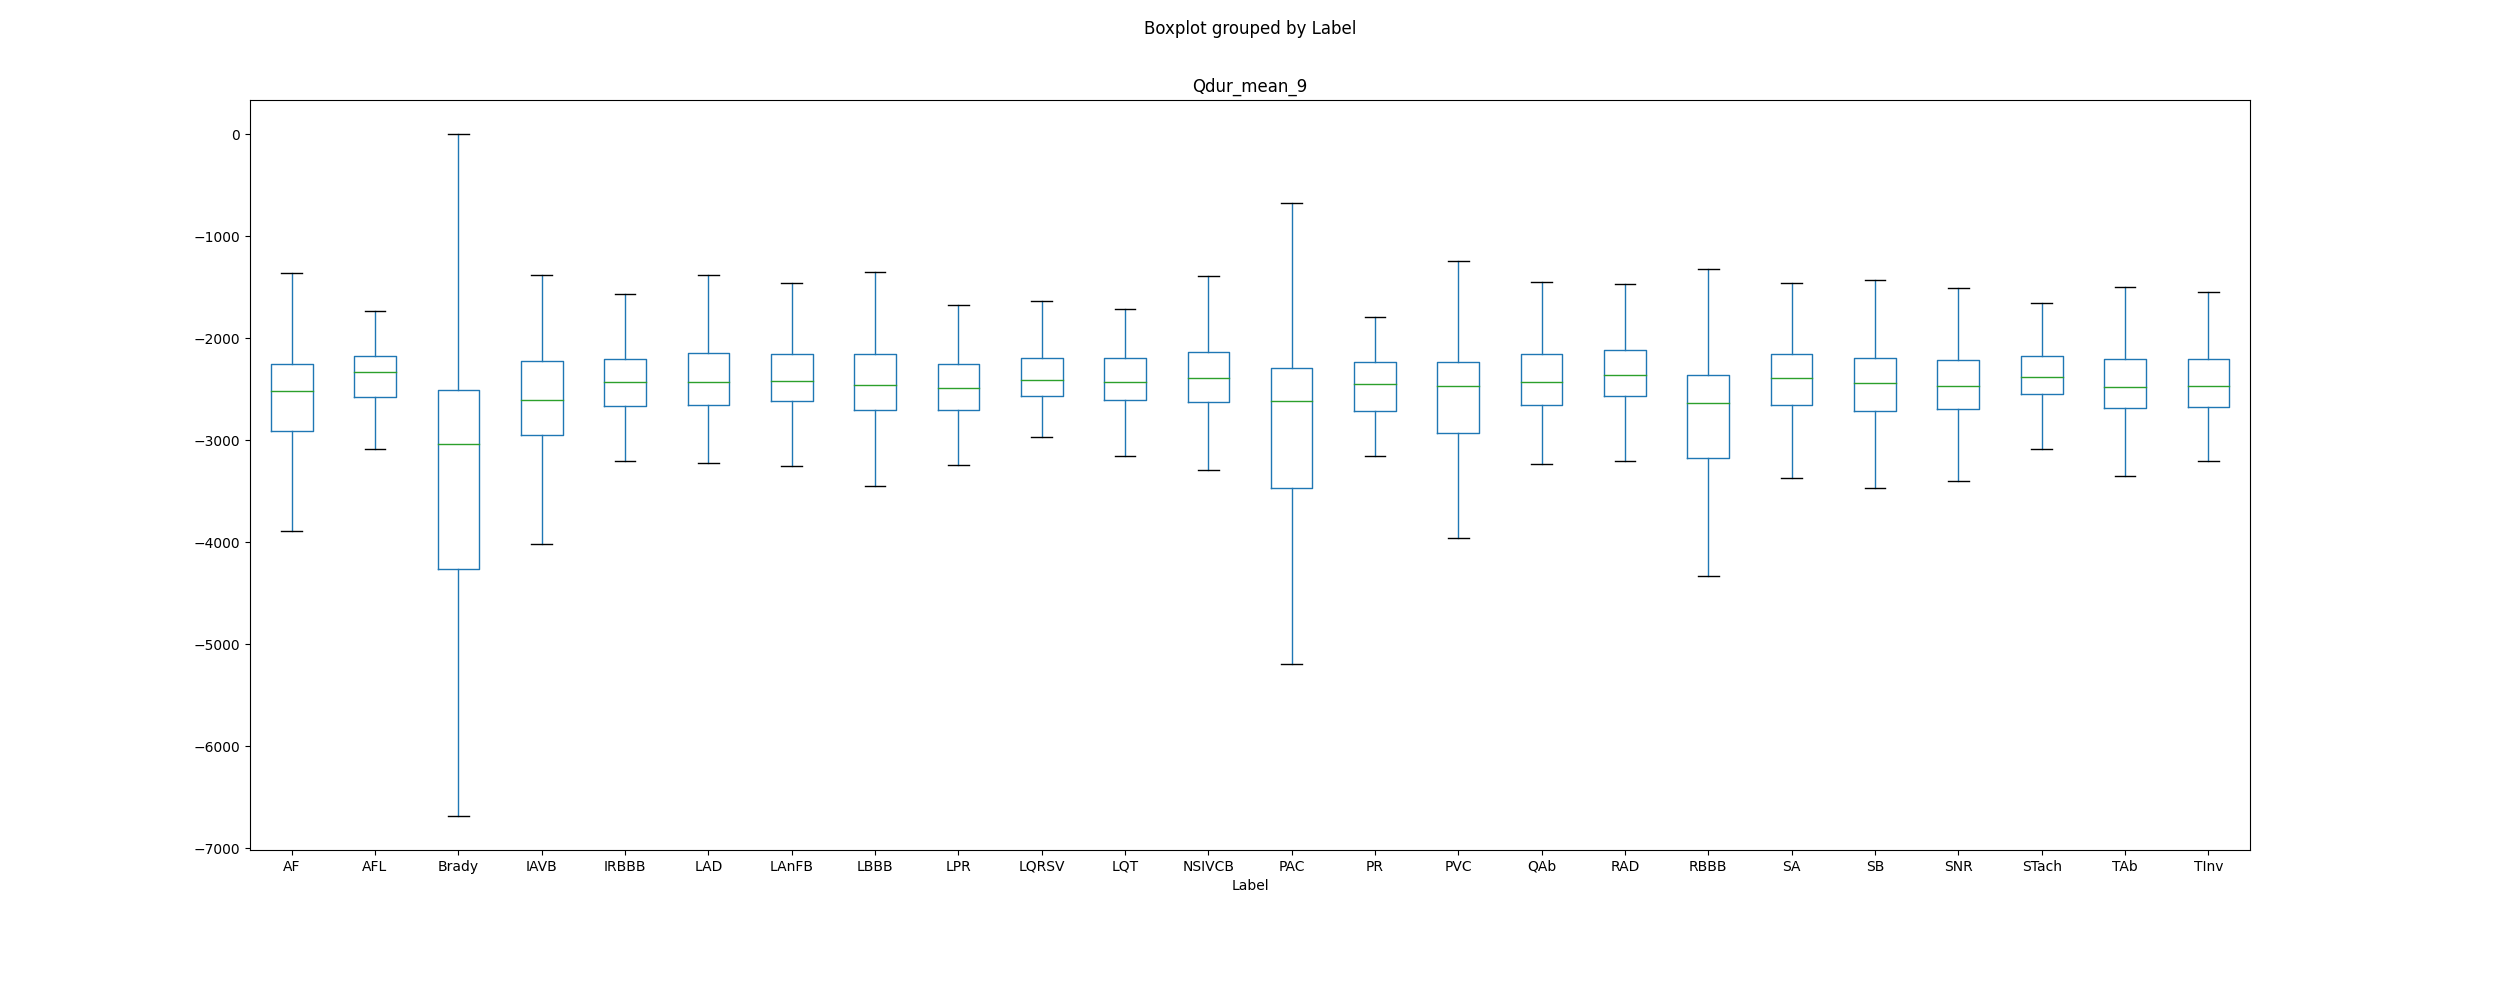 Boxplot grouped by Label
Qdur_mean_9
0
−1000
−2000
−3000
−4000
−5000
−6000
−7000
AF AFL Brady IAVB IRBBB LAD LAnFB LBBB LPR LQRSV LQT NSIVCB PAC PR PVC QAb RAD RBBB SA SB SNR STach TAb TInv
Label